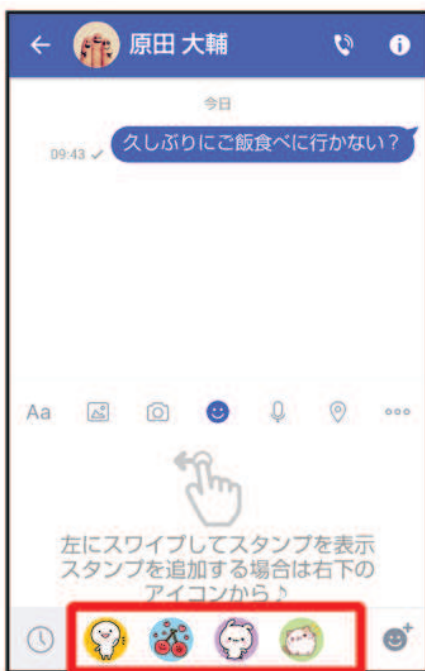 原田 大輔
今日
久しぶりにご飯食べに行かない？
09:43
Aa
左にスワイプしてスタンプを表示
スタンプを追加する場合は右下の
アイコンから♪